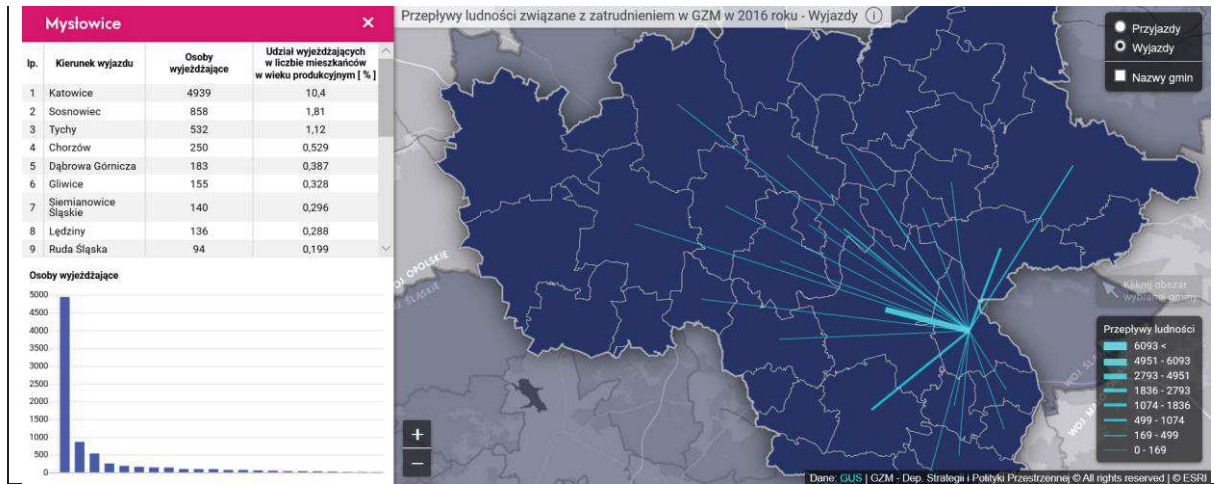 Mysłowice ×
lp. Kierunek wyjazdu Osoby wyjeżdżające Udział wyjeżdżających w liczbie mieszkańców w wieku produkcyjnym [ % ]
1 Katowice 4939 10,4
2 Sosnowiec 858 1,81
3 Tychy 532 1,12
4 Chorzów 250 0,529
5 Dąbrowa Górnicza 183 0,387
6 Gliwice 155 0,328
7 Siemianowice Śląskie 140 0,296
8 Lędziny 136 0,288
9 Ruda Śląska 94 0,199
Osoby wyjeżdżające
5000
4500
4000
3500
3000
2500
2000
1500
1000
500
0
Przepływy ludności związane z zatrudnieniem w GZM w 2016 roku - Wyjazdy i
Przyjazdy
Wyjazdy
Nazwy gmin
WOJ. OPOLSKIE
Kliknij obszar
wybranej gminy
Przepływy ludności
6093 <
4951 - 6093
2793 - 4951
1836 - 2793
1074 - 1836
499 - 1074
169 - 499
0 - 169
+
−
Dane: GUS | GZM - Dep. Strategii i Polityki Przestrzennej © All rights reserved | © ESRI